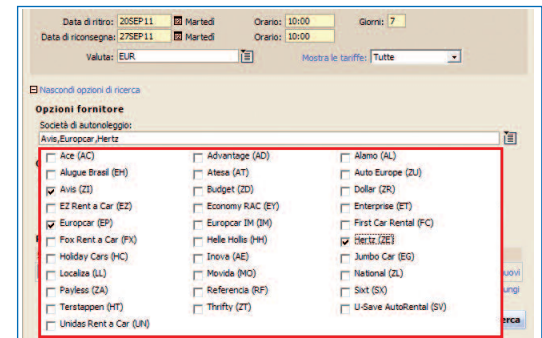 Data di ritiro: 20SEP11 Martedì Orario: 10:00 Giorni: 7
Data di riconsegna: 27SEP11 Martedì Orario: 10:00
Valuta: EUR Mostra le tariffe: Tutte
Nascondi opzioni di ricerca
Opzioni fornitore
Società di autonoleggio:
Avis,Europcar,Hertz
Ace (AC) Advantage (AD) Alamo (AL)
Alugue Brasil (EH) Atesa (AT) Auto Europe (ZU)
Avis (ZI) Budget (ZD) Dollar (ZR)
EZ Rent a Car (EZ) Economy RAC (EY) Enterprise (ET)
Europcar (EP) Europcar IM (IM) First Car Rental (FC)
Fox Rent a Car (FX) Helle Hollis (HH) Hertz (ZE)
Holiday Cars (HC) Inova (AE) Jumbo Car (EG)
Localiza (LL) Movida (MO) National (ZL) uovi
Payless (ZA) Referencia (RF) Sixt (SX) ungi
Terstappen (HT) Thrifty (ZT) U-Save AutoRental (SV)
Unidas Rent a Car (UN) erca